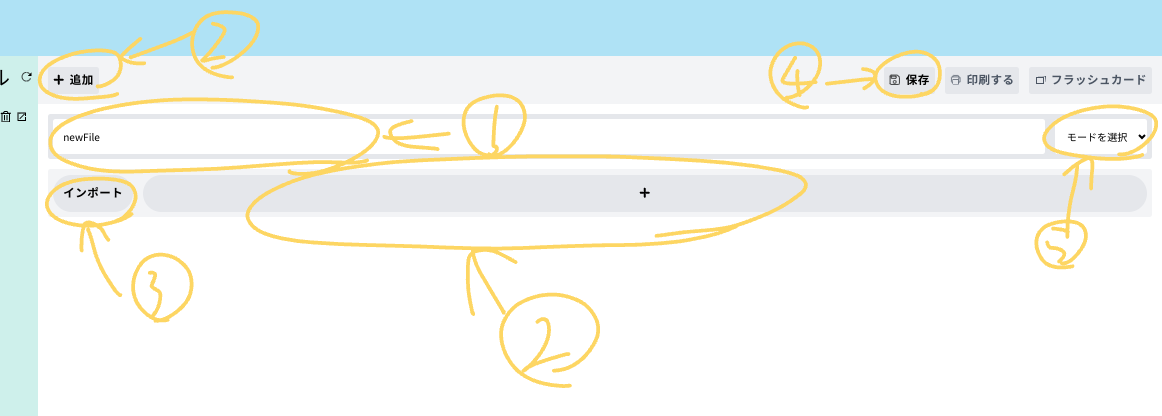 ②
④
ル
+ 追加
保存
印刷する
フラッシュカード
①
newFile
モードを選択
インポート
+
⑤
③
②